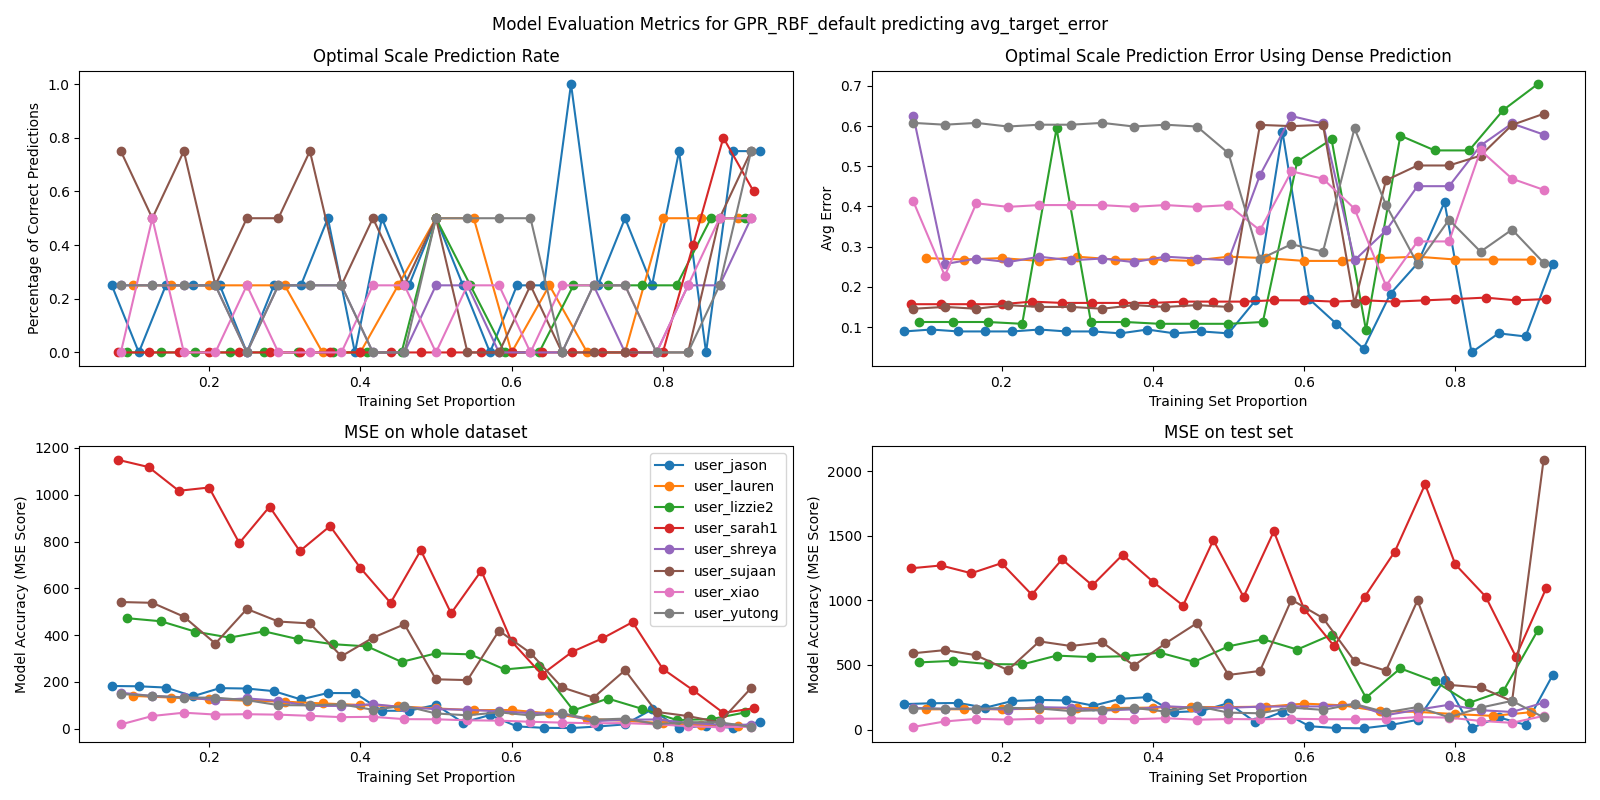 Model Evaluation Metrics for GPR_RBF_default predicting avg_target_error
Optimal Scale Prediction Rate
Percentage of Correct Predictions
1.0
0.8
0.6
0.4
0.2
0.0
0.2 0.4 0.6 0.8
Training Set Proportion
Optimal Scale Prediction Error Using Dense Prediction
Avg Error
0.7
0.6
0.5
0.4
0.3
0.2
0.1
0.2 0.4 0.6 0.8
Training Set Proportion
MSE on whole dataset
Model Accuracy (MSE Score)
1200
1000
800
600
400
200
0
0.2 0.4 0.6 0.8
Training Set Proportion
user_jason
user_lauren
user_lizzie2
user_sarah1
user_shreya
user_sujaan
user_xiao
user_yutong
MSE on test set
Model Accuracy (MSE Score)
2000
1500
1000
500
0
0.2 0.4 0.6 0.8
Training Set Proportion